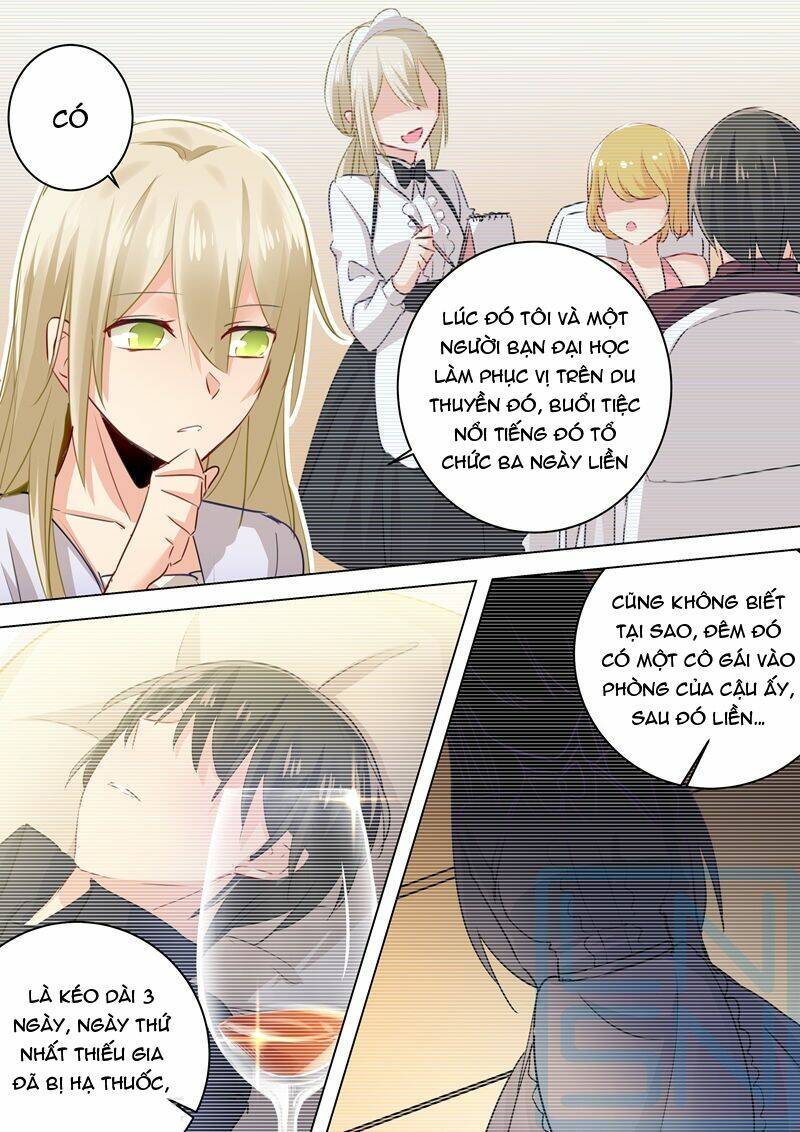 CÓ
LÚC ĐÓ TÔI VÀ MỘT
NGƯỜI BẠN ĐẠI HỌC
LÀM PHỤC VỊ TRÊN DU
THUYỀN ĐÓ, BUỔI TIỆC
NỔI TIẾNG ĐÓ TỔ
CHỨC BA NGÀY LIỀN
LÀ KÉO DÀI 3
NGÀY, NGÀY THỨ
NHẤT THIẾU GIA
ĐÃ BỊ HẠ THUỐC,
CŨNG KHÔNG BIẾT
TẠI SAO, ĐÊM ĐÓ
CÓ MỘT CÔ GÁI VÀO
PHÒNG CỦA CẬU ẤY,
SAU ĐÓ LIỀN...